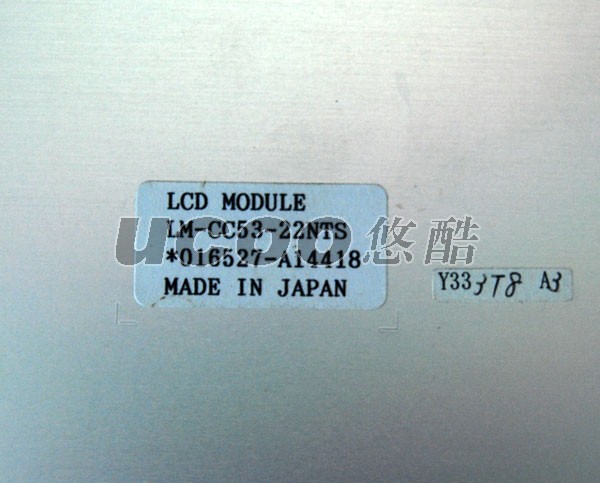 LCD MODULE
LM-CC53-22NTS
*016527-A14418
MADE IN JAPAN
ucoo 悠酷
Y33 3T8 A3